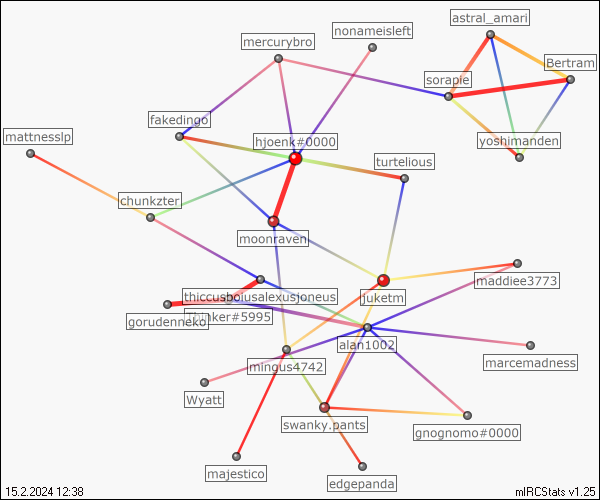 astral_amari
nonameisleft
mercurybro
Bertram
sorapie
fakedingo
mattnesslp
hjoenk#0000
yoshimanden
turtelious
chunkzter
moonraven
maddiee3773
thiccusboiusalexusjoneus
juketm
gorudenneko
#5995
alan1002
marcemadness
mingus4742
Wyatt
swanky.pants
gnognomo#0000
majestico
edgepanda
15.2.2024 12:38
mIRCStats v1.25